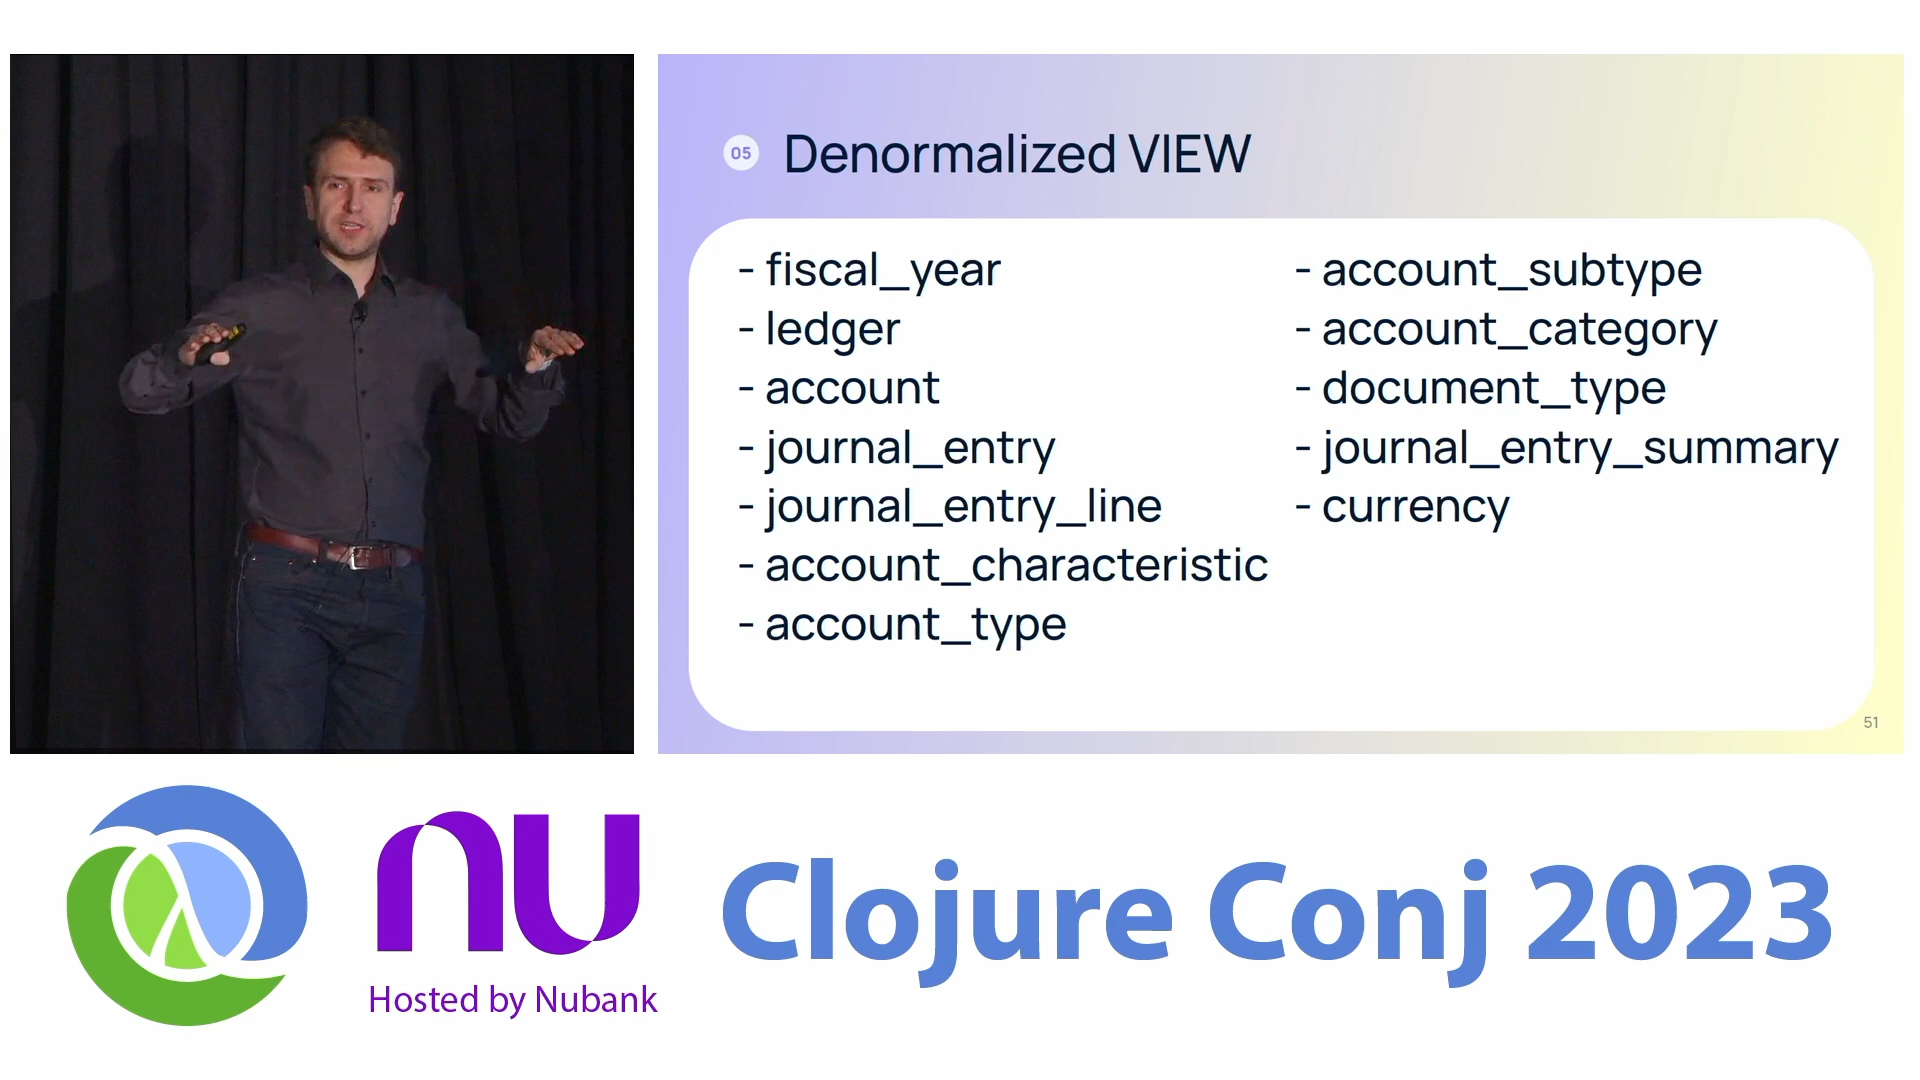 05 Denormalized VIEW
- fiscal_year
- ledger
- account
- journal_entry
- journal_entry_line
- account_characteristic
- account_type
- account_subtype
- account_category
- document_type
- journal_entry_summary
- currency
51
nu
Hosted by Nubank
Clojure Conj 2023